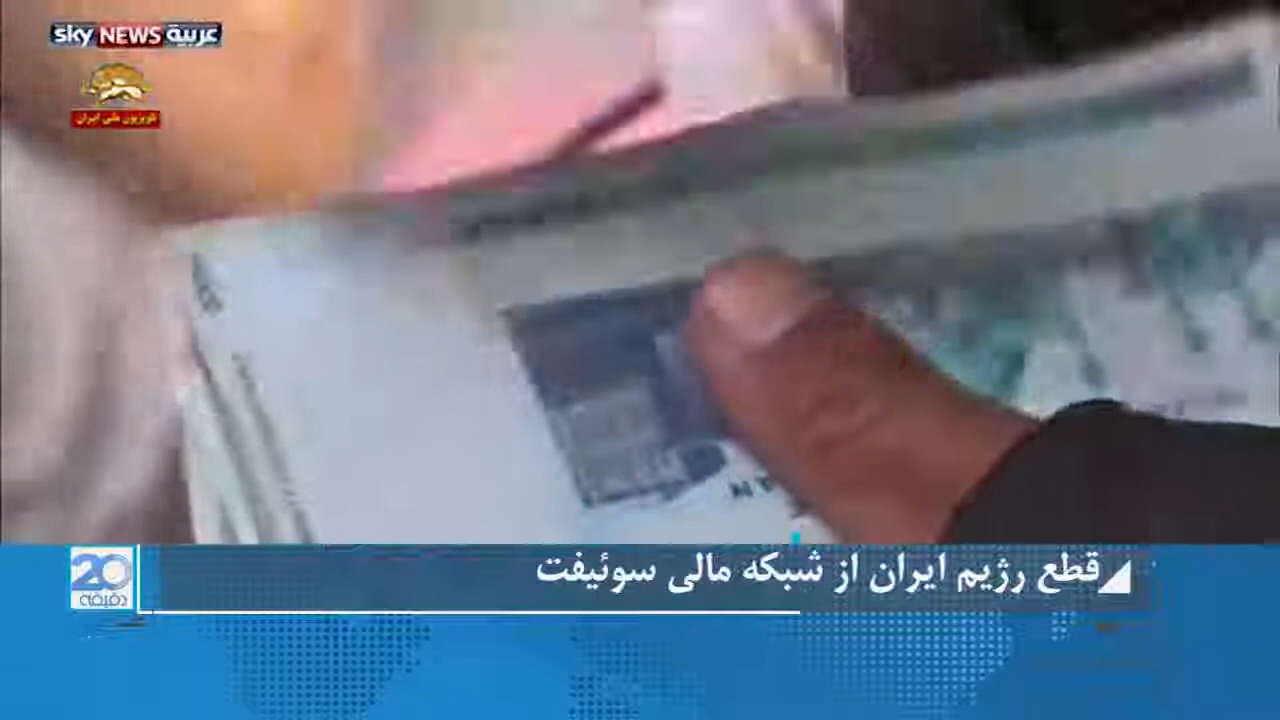 sky NEWS عربية
تلویزیون ملی ایران
قطع رژیم ایران از شبکه مالی سوئیفت
20
دقیقه